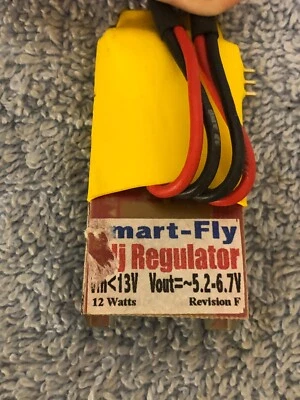 mart-Fly
j Regulator
Vin<13V Vout=~5.2-6.7V
12 Watts Revision F